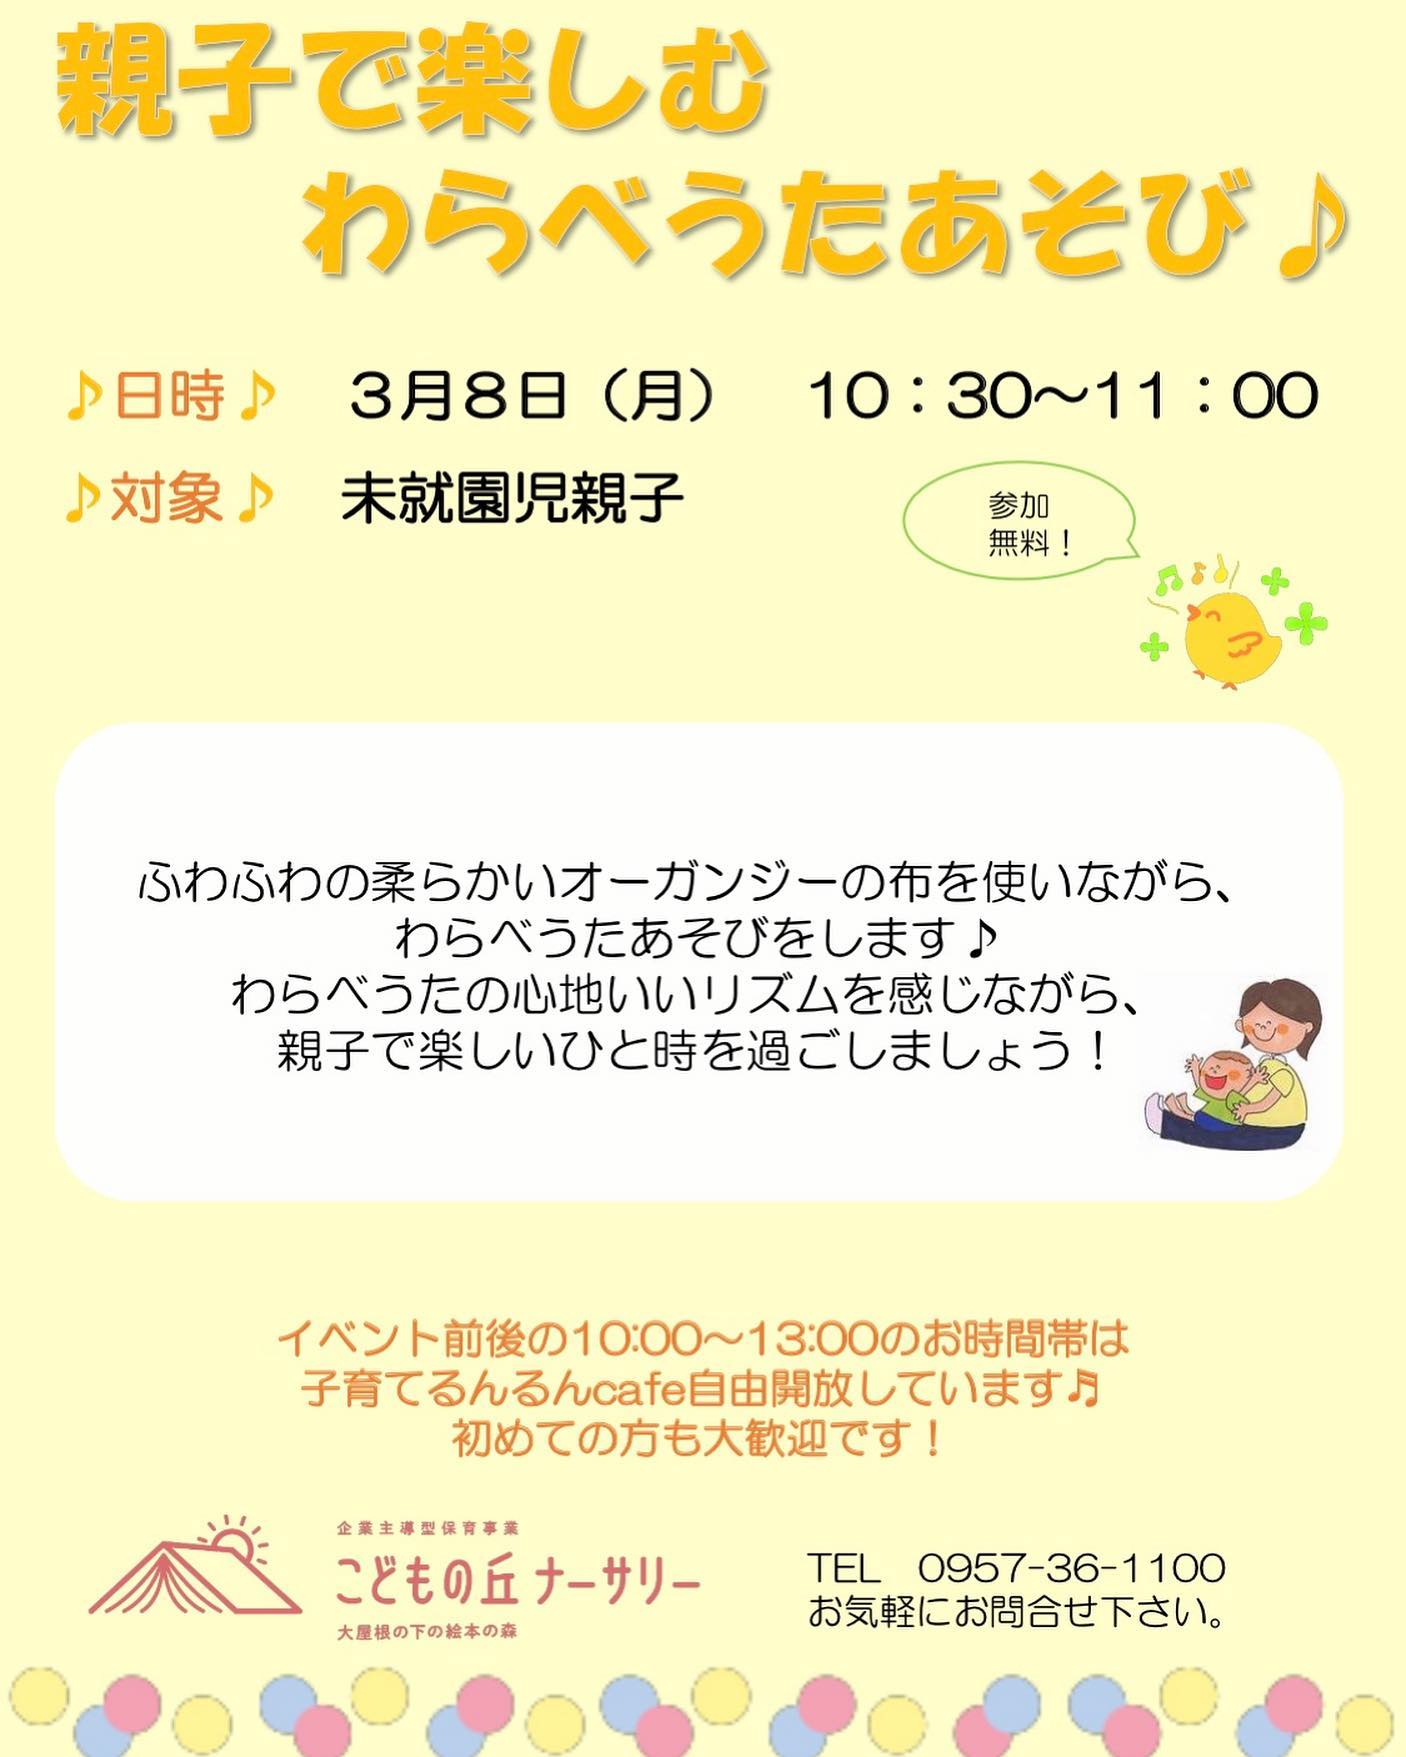 親子で楽しむ
わらべうたあそび♪
♪日時♪　３月８日（月）　１０：３０～１１：００
♪対象♪　未就園児親子
参加
無料！
ふわふわの柔らかいオーガンジーの布を使いながら、
わらべうたあそびをします♪
わらべうたの心地いいリズムを感じながら、
親子で楽しいひと時を過ごしましょう！
イベント前後の10:00～13:00のお時間帯は
子育てるんるんcafe自由開放しています♬
初めての方も大歓迎です！
企業主導型保育事業
こどもの丘 ナーサリー
大屋根の下の絵本の森
TEL　0957-36-1100
お気軽にお問合せ下さい。